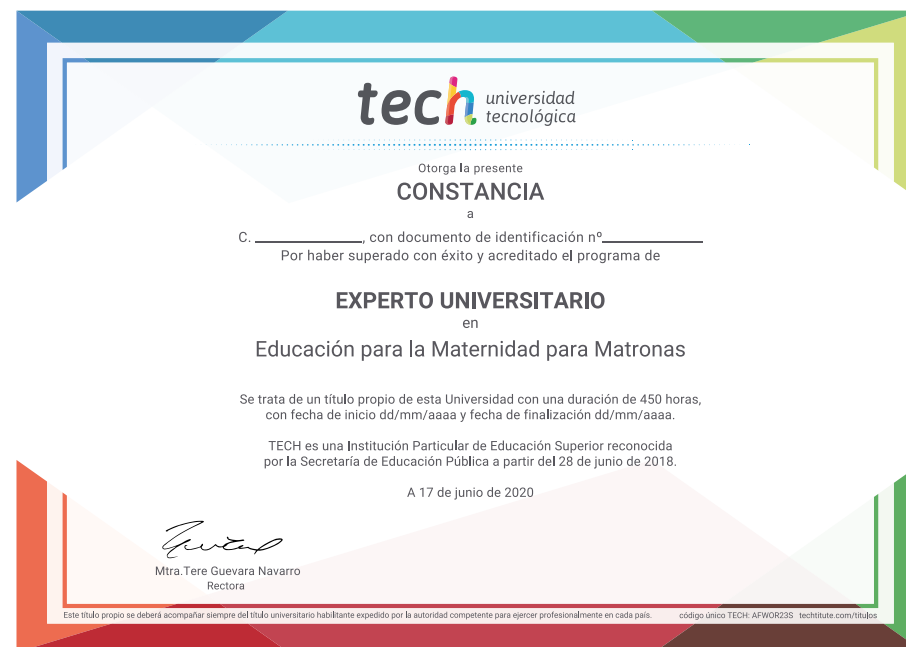 tech universidad
tecnológica
Otorga la presente
CONSTANCIA
a
C. ____________, con documento de identificación nº____________
Por haber superado con éxito y acreditado el programa de
EXPERTO UNIVERSITARIO
en
Educación para la Maternidad para Matronas
Se trata de un título propio de esta Universidad con una duración de 450 horas,
con fecha de inicio dd/mm/aaaa y fecha de finalización dd/mm/aaaa.
TECH es una Institución Particular de Educación Superior reconocida
por la Secretaría de Educación Pública a partir del 28 de junio de 2018.
A 17 de junio de 2020
Mtra.Tere Guevara Navarro
Rectora
Este título propio se deberá acompañar siempre del título universitario habilitante expedido por la autoridad competente para ejercer profesionalmente en cada país. código único TECH: AFWOR23S techtitute.com/títulos